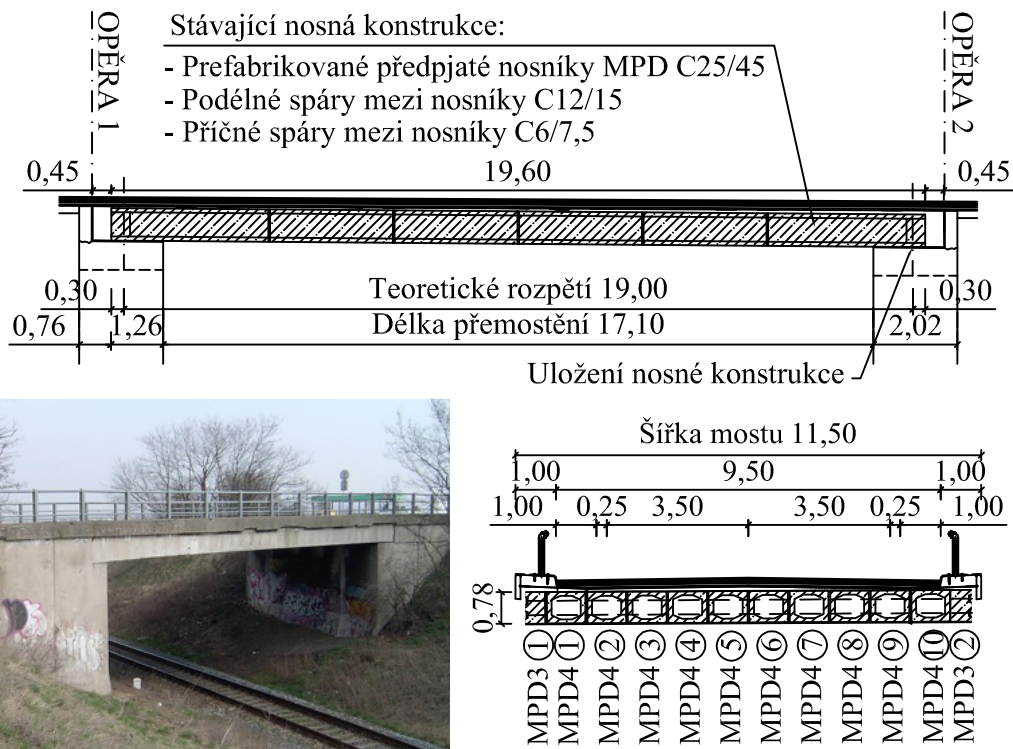 Stávající nosná konstrukce:
- Prefabrikované předpjaté nosníky MPD C25/45
- Podélné spáry mezi nosníky C12/15
- Příčné spáry mezi nosníky C6/7,5
OPĚRA 1
OPĚRA 2
0,45 19,60 0,45
0,30 Teoretické rozpětí 19,00 0,30
0,76 1,26 Délka přemostění 17,10 2,02
Uložení nosné konstrukce
Šířka mostu 11,50
1,00 9,50 1,00
1,00 0,25 3,50 3,50 0,25 1,00
0,78
MPD3 1
MPD4 1
MPD4 2
MPD4 3
MPD4 4
MPD4 5
MPD4 6
MPD4 7
MPD4 8
MPD4 9
MPD4 10
MPD3 2